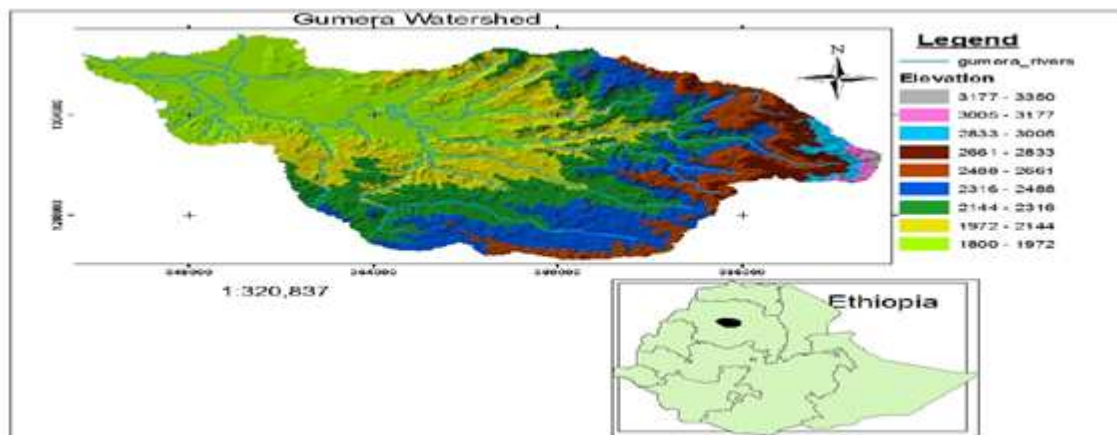 Gumera Watershed
N
Legend
gumera_rivers
Elevation
3177 - 3350
3005 - 3177
2833 - 3005
2661 - 2833
2488 - 2661
2316 - 2488
2144 - 2316
1972 - 2144
1800 - 1972
1:320,837
Ethiopia